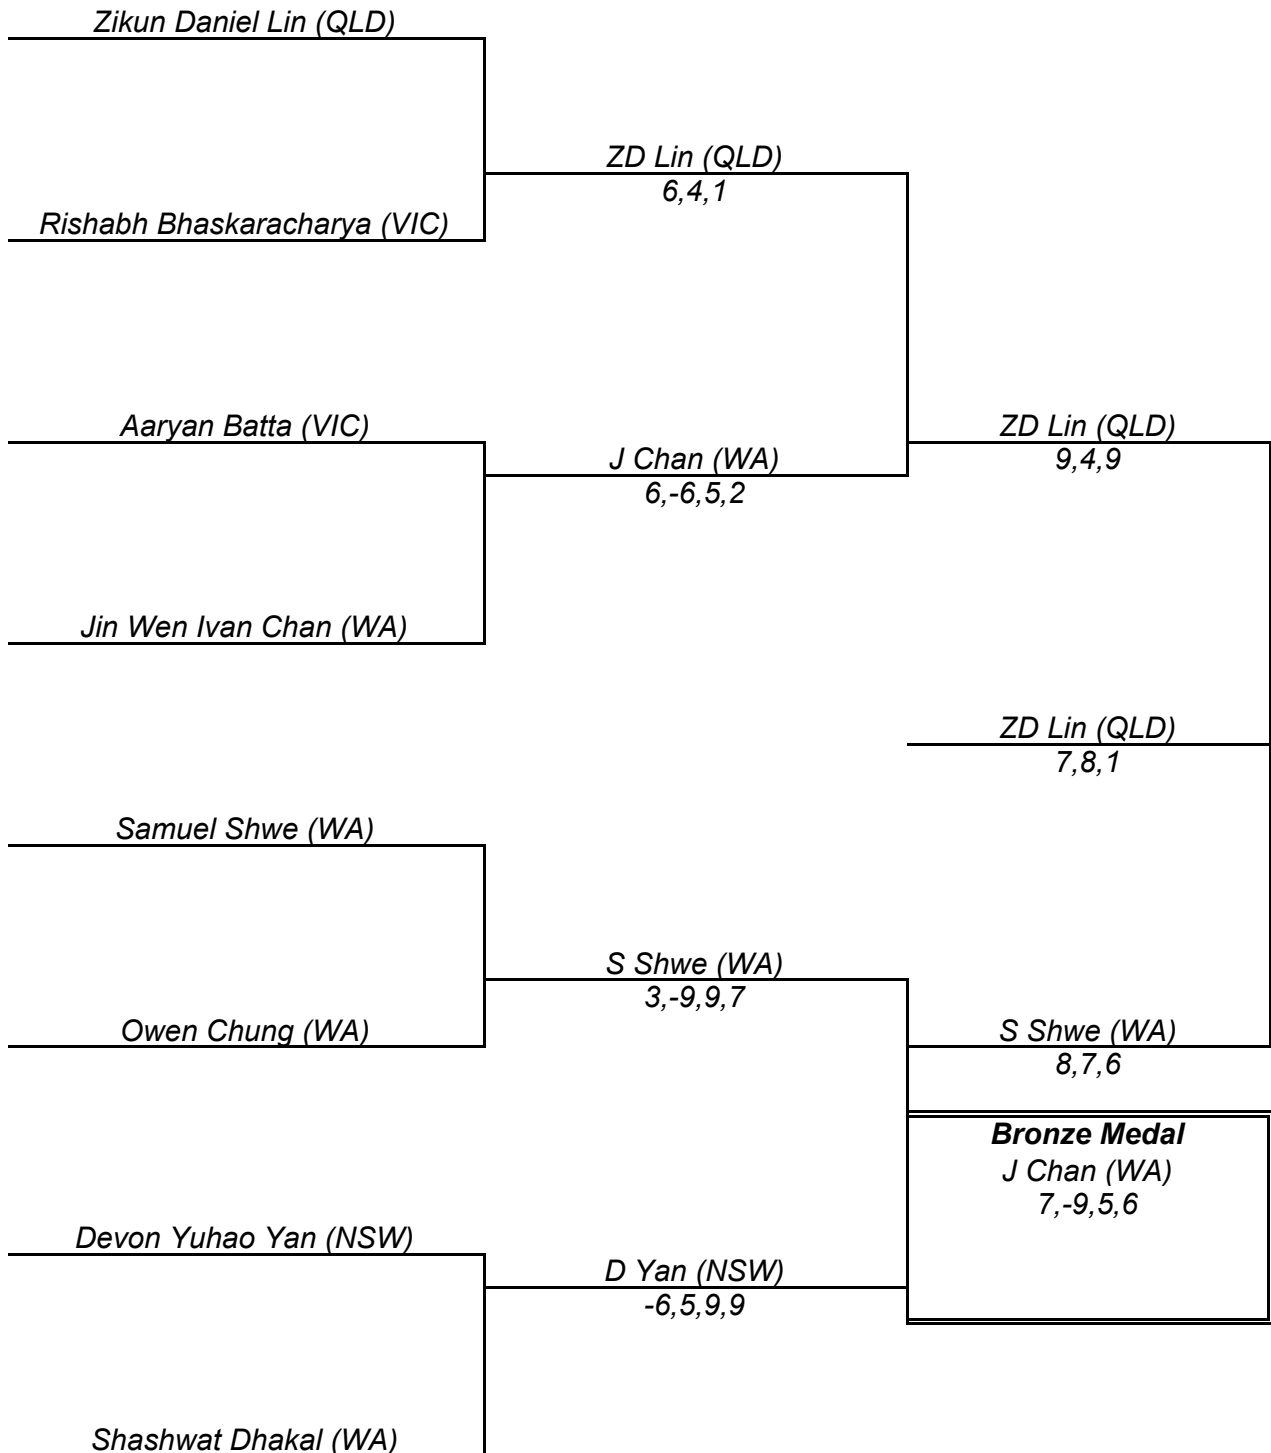 Zikun Daniel Lin (QLD)
ZD Lin (QLD)
6,4,1
Rishabh Bhaskaracharya (VIC)
Aaryan Batta (VIC)
ZD Lin (QLD)
9,4,9
J Chan (WA)
6,-6,5,2
Jin Wen Ivan Chan (WA)
ZD Lin (QLD)
7,8,1
Samuel Shwe (WA)
S Shwe (WA)
3,-9,9,7
Owen Chung (WA)
S Shwe (WA)
8,7,6
Bronze Medal
J Chan (WA)
7,-9,5,6
Devon Yuhao Yan (NSW)
D Yan (NSW)
-6,5,9,9
Shashwat Dhakal (WA)